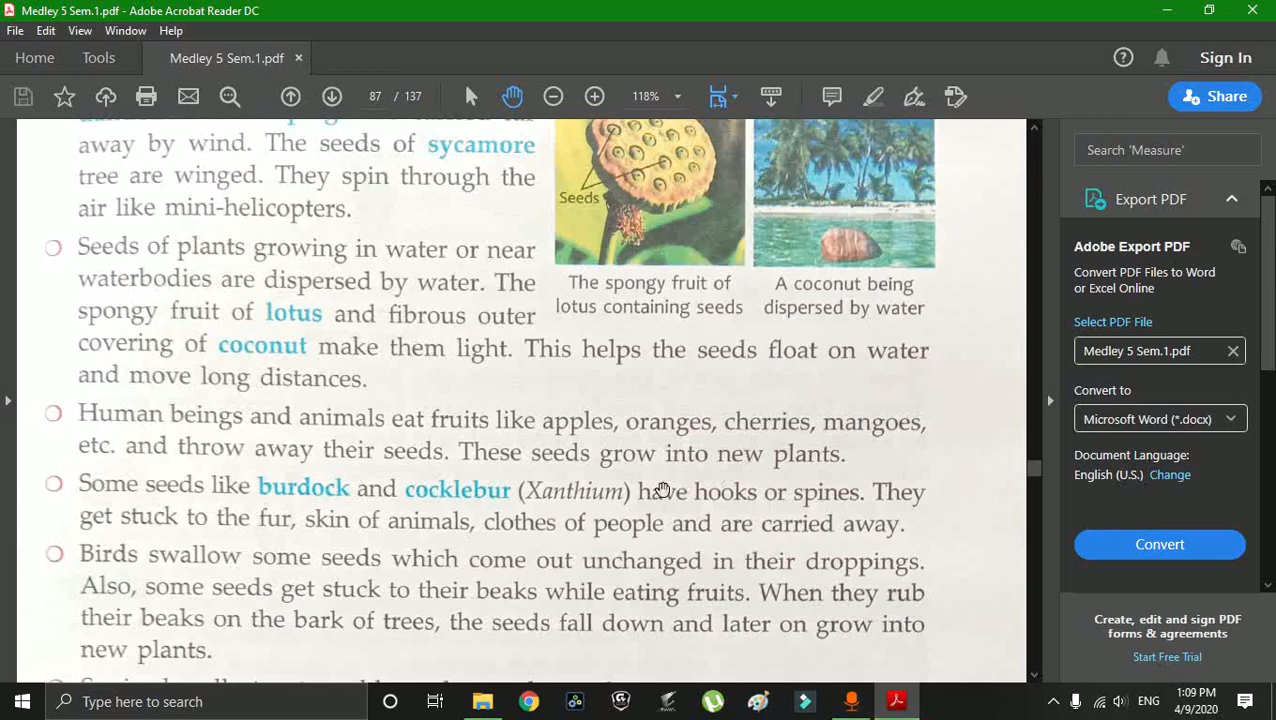 Medley 5 Sem.1.pdf - Adobe Acrobat Reader DC
File Edit View Window Help
Home Tools Medley 5 Sem.1.pdf × Sign In
87 / 137 118% Share
away by wind. The seeds of sycamore
tree are winged. They spin through the
air like mini-helicopters.
Seeds
The spongy fruit of
lotus containing seeds
A coconut being
dispersed by water
Seeds of plants growing in water or near
waterbodies are dispersed by water. The
spongy fruit of lotus and fibrous outer
covering of coconut make them light. This helps the seeds float on water
and move long distances.
Human beings and animals eat fruits like apples, oranges, cherries, mangoes,
etc. and throw away their seeds. These seeds grow into new plants.
Some seeds like burdock and cocklebur (Xanthium) have hooks or spines. They
get stuck to the fur, skin of animals, clothes of people and are carried away.
Birds swallow some seeds which come out unchanged in their droppings.
Also, some seeds get stuck to their beaks while eating fruits. When they rub
their beaks on the bark of trees, the seeds fall down and later on grow into
new plants.
Search 'Measure'
Export PDF
Adobe Export PDF
Convert PDF Files to Word
or Excel Online
Select PDF File
Medley 5 Sem.1.pdf
Convert to
Microsoft Word (*.docx)
Document Language:
English (U.S.) Change
Convert
Create, edit and sign PDF
forms & agreements
Start Free Trial
Type here to search
ENG
1:09 PM
4/9/2020